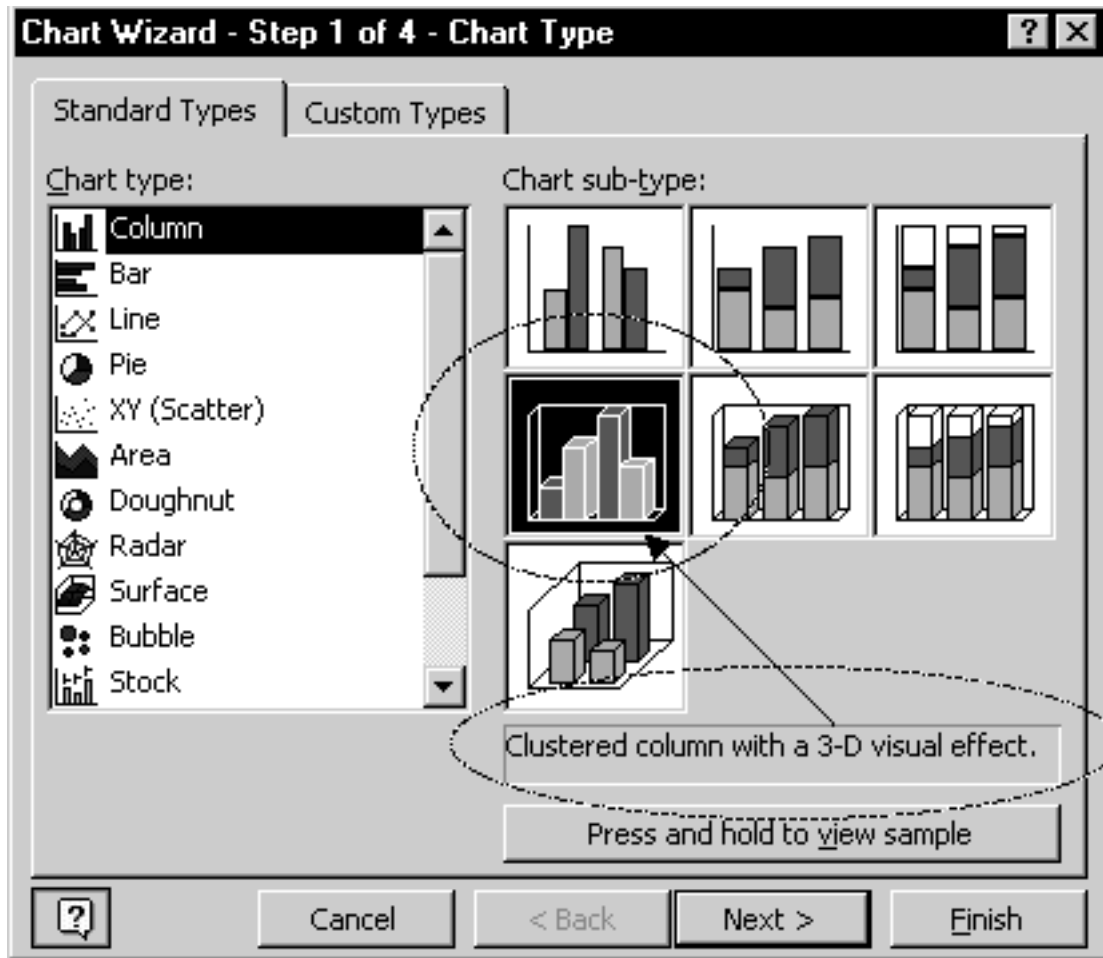 Chart Wizard - Step 1 of 4 - Chart Type
? X
Standard Types
Custom Types
Chart type:
Column
Bar
Line
Pie
XY (Scatter)
Area
Doughnut
Radar
Surface
Bubble
Stock
Chart sub-type:
Clustered column with a 3-D visual effect.
Press and hold to view sample
?
Cancel
< Back
Next >
Finish